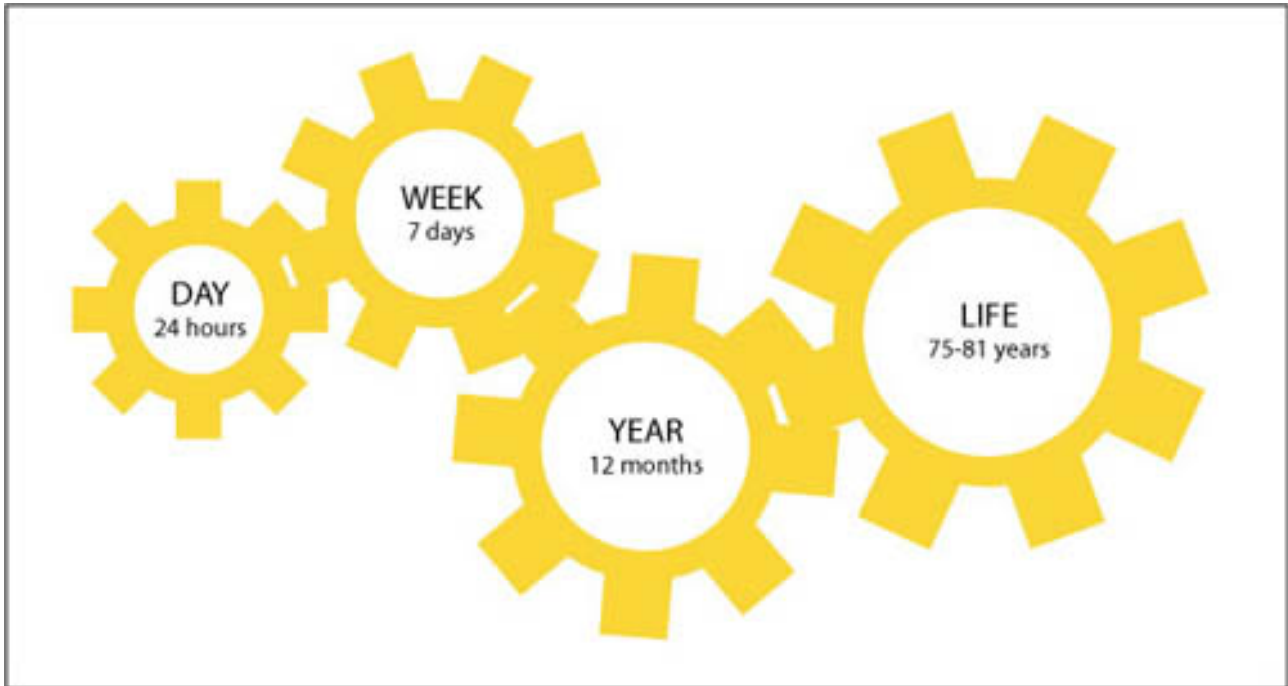 DAY
24 hours
WEEK
7 days
YEAR
12 months
LIFE
75-81 years